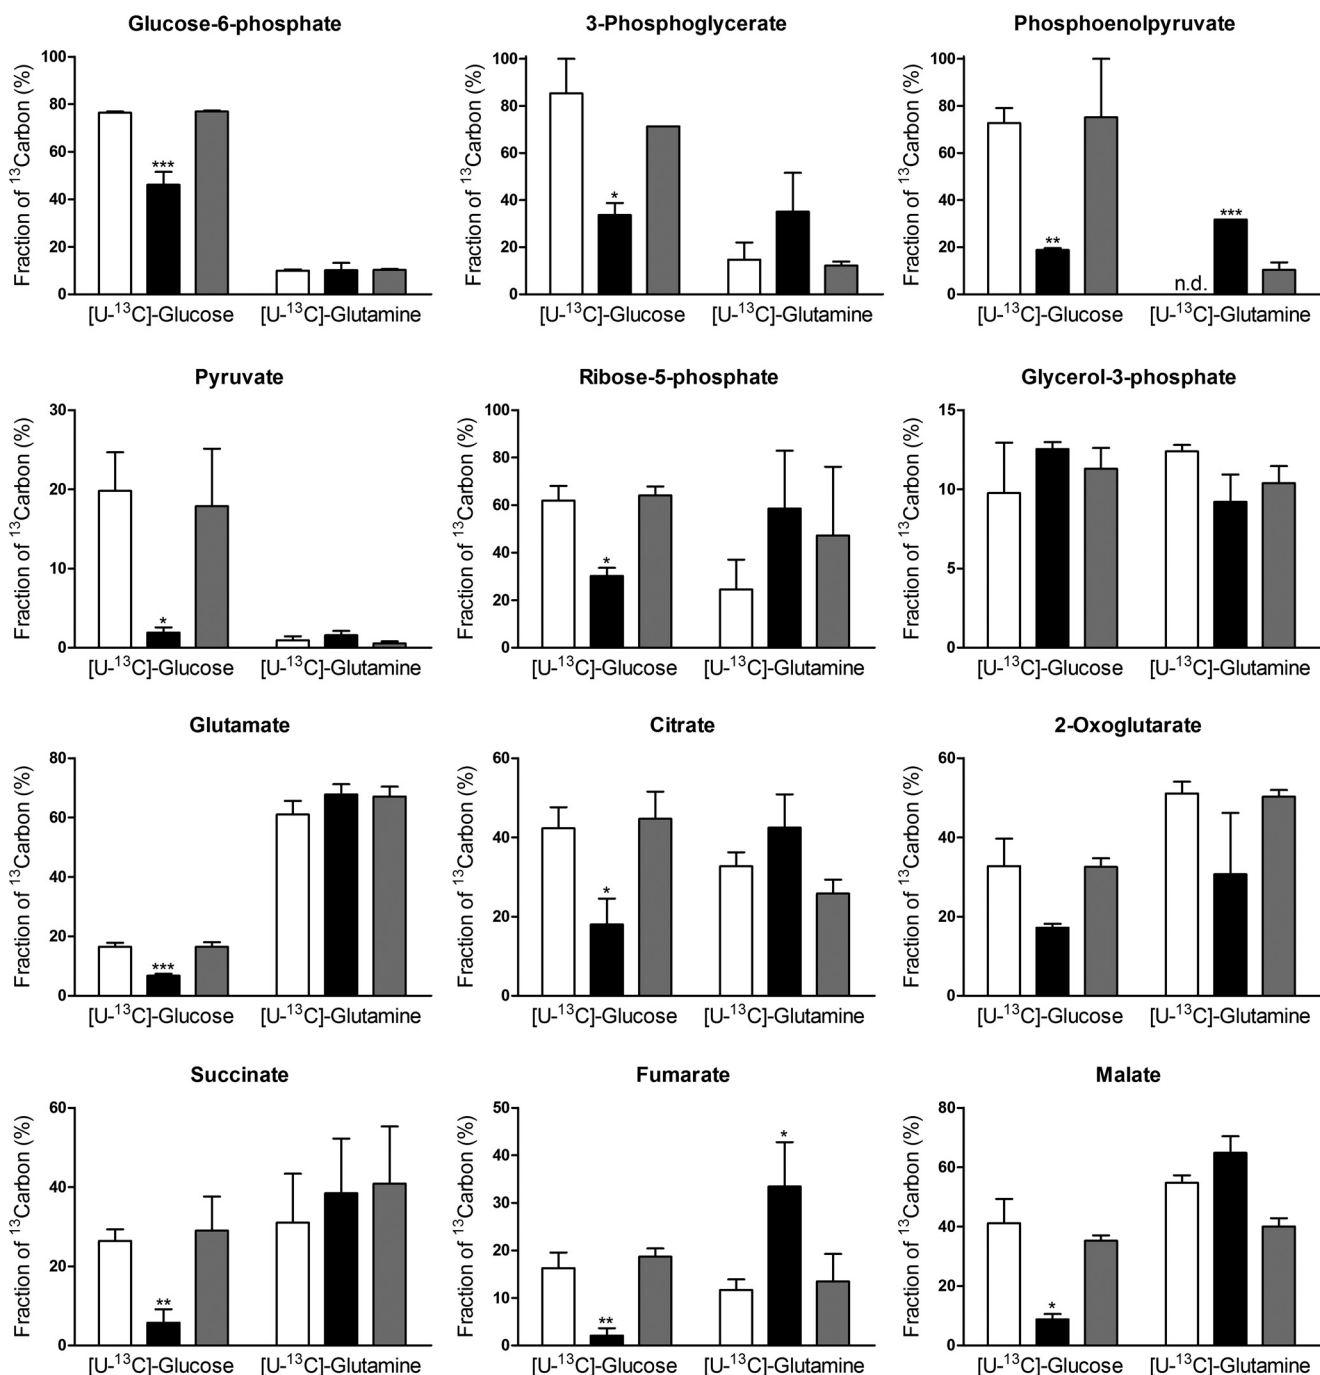 Glucose-6-phosphate
Fraction of ¹³Carbon (%)
100
80
60
40
20
0
***
[U-¹³C]-Glucose [U-¹³C]-Glutamine
3-Phosphoglycerate
Fraction of ¹³Carbon (%)
100
80
60
40
20
0
*
[U-¹³C]-Glucose [U-¹³C]-Glutamine
Phosphoenolpyruvate
Fraction of ¹³Carbon (%)
100
80
60
40
20
0
**
n.d.
***
[U-¹³C]-Glucose [U-¹³C]-Glutamine
Pyruvate
Fraction of ¹³Carbon (%)
30
20
10
0
*
[U-¹³C]-Glucose [U-¹³C]-Glutamine
Ribose-5-phosphate
Fraction of ¹³Carbon (%)
100
80
60
40
20
0
*
[U-¹³C]-Glucose [U-¹³C]-Glutamine
Glycerol-3-phosphate
Fraction of ¹³Carbon (%)
15
10
5
0
[U-¹³C]-Glucose [U-¹³C]-Glutamine
Glutamate
Fraction of ¹³Carbon (%)
80
60
40
20
0
***
[U-¹³C]-Glucose [U-¹³C]-Glutamine
Citrate
Fraction of ¹³Carbon (%)
60
40
20
0
*
[U-¹³C]-Glucose [U-¹³C]-Glutamine
2-Oxoglutarate
Fraction of ¹³Carbon (%)
60
40
20
0
[U-¹³C]-Glucose [U-¹³C]-Glutamine
Succinate
Fraction of ¹³Carbon (%)
60
40
20
0
**
[U-¹³C]-Glucose [U-¹³C]-Glutamine
Fumarate
Fraction of ¹³Carbon (%)
50
40
30
20
10
0
**
*
[U-¹³C]-Glucose [U-¹³C]-Glutamine
Malate
Fraction of ¹³Carbon (%)
80
60
40
20
0
*
[U-¹³C]-Glucose [U-¹³C]-Glutamine